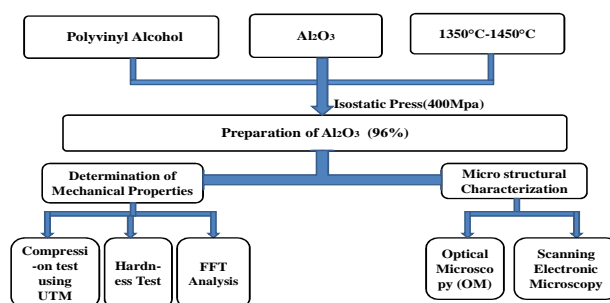 Polyvinyl Alcohol
Al2O3
1350°C-1450°C
Isostatic Press(400Mpa)
Preparation of Al2O3 (96%)
Determination of
Mechanical Properties
Micro structural
Characterization
Compressi
-on test
using
UTM
Hardn-
ess Test
FFT
Analysis
Optical
Microsco
py (OM)
Scanning
Electronic
Microscopy